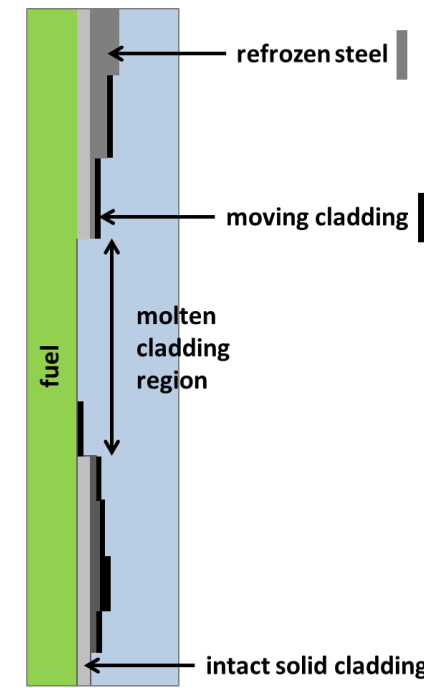 refrozen steel
moving cladding
molten
cladding
region
fuel
intact solid cladding